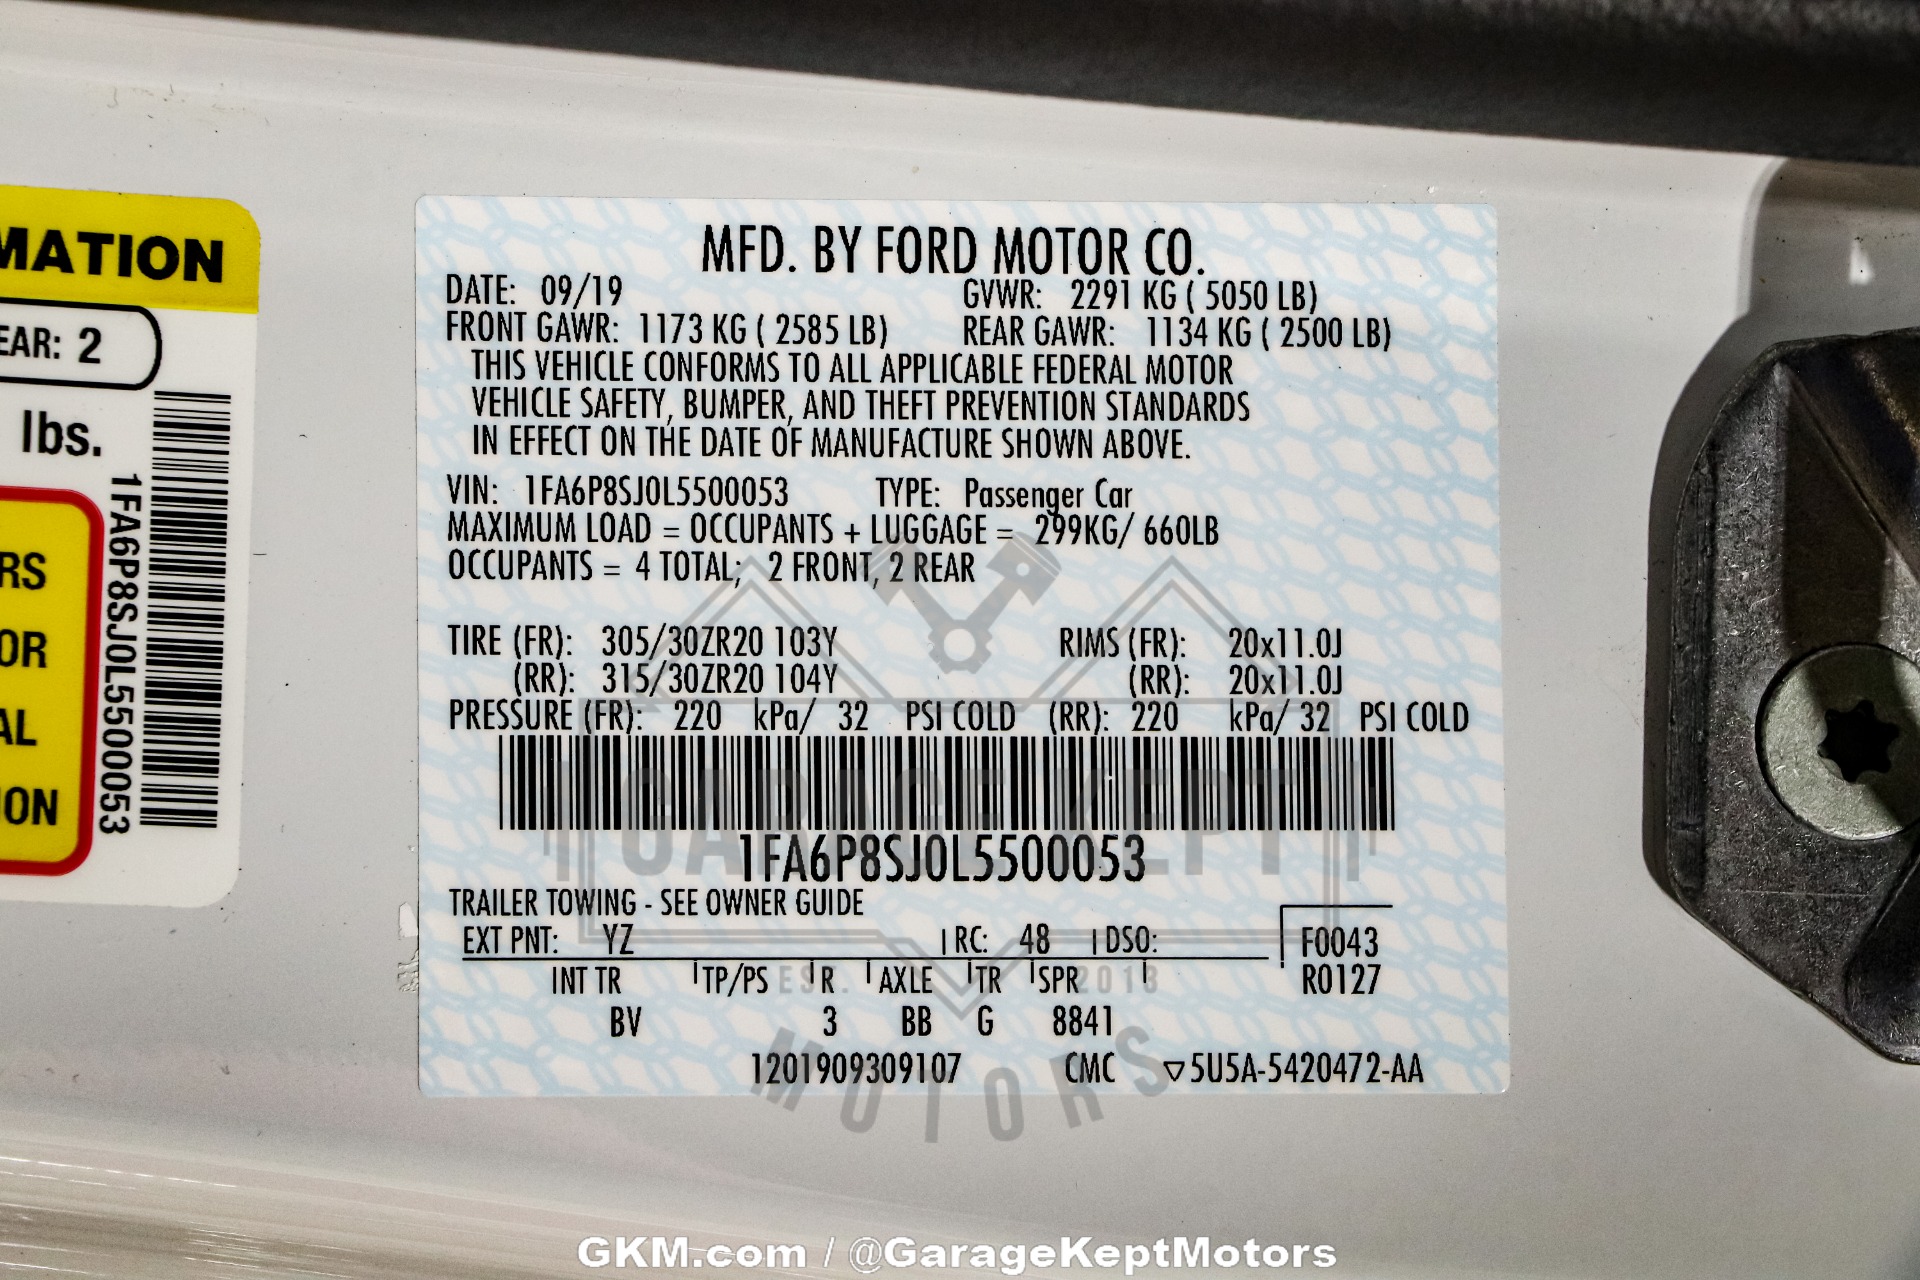 MATION
EAR: 2
lbs.
RS
OR
AL
ION
1FA6P8SJ0L5500053
MFD. BY FORD MOTOR CO.
DATE: 09/19 GVWR: 2291 KG ( 5050 LB)
FRONT GAWR: 1173 KG ( 2585 LB) REAR GAWR: 1134 KG ( 2500 LB)
THIS VEHICLE CONFORMS TO ALL APPLICABLE FEDERAL MOTOR
VEHICLE SAFETY, BUMPER, AND THEFT PREVENTION STANDARDS
IN EFFECT ON THE DATE OF MANUFACTURE SHOWN ABOVE.
VIN: 1FA6P8SJ0L5500053 TYPE: Passenger Car
MAXIMUM LOAD = OCCUPANTS + LUGGAGE = 299KG/ 660LB
OCCUPANTS = 4 TOTAL; 2 FRONT, 2 REAR
TIRE (FR): 305/30ZR20 103Y RIMS (FR): 20x11.0J
(RR): 315/30ZR20 104Y (RR): 20x11.0J
PRESSURE (FR): 220 kPa/ 32 PSI COLD (RR): 220 kPa/ 32 PSI COLD
GARAGE KEPT
1FA6P8SJ0L5500053
TRAILER TOWING - SEE OWNER GUIDE
EXT PNT: YZ RC: 48 DSO: F0043
INT TR TP/PS R AXLE TR SPR R0127
EST. 2013
BV 3 BB G 8841
1201909309107 CMC ▽5U5A-5420472-AA
MOTORS
GKM.com / @GarageKeptMotors